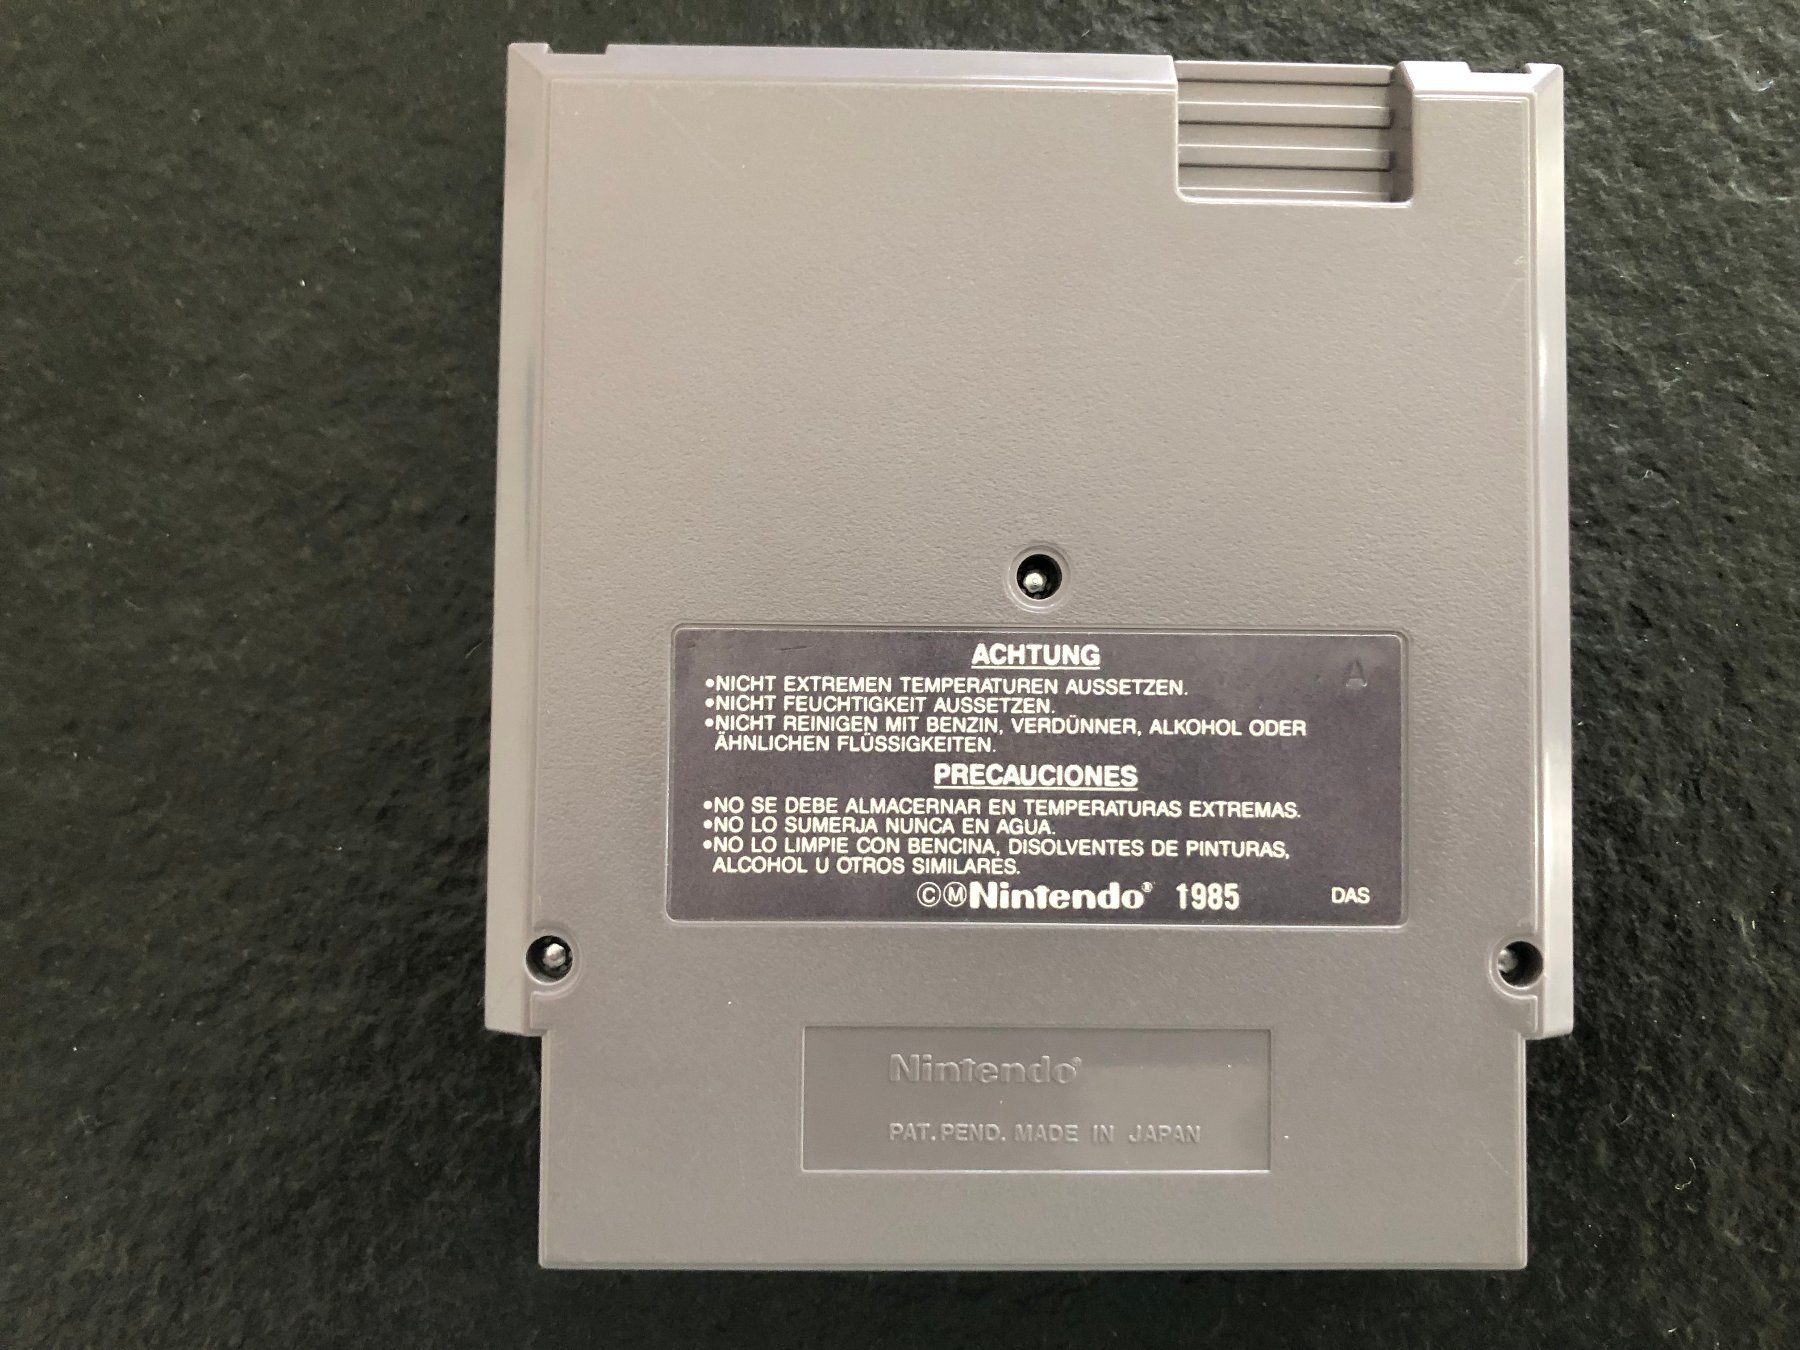 ACHTUNG
•NICHT EXTREMEN TEMPERATUREN AUSSETZEN.
•NICHT FEUCHTIGKEIT AUSSETZEN.
•NICHT REINIGEN MIT BENZIN, VERDÜNNER, ALKOHOL ODER
ÄHNLICHEN FLÜSSIGKEITEN.
PRECAUCIONES
•NO SE DEBE ALMACERNAR EN TEMPERATURAS EXTREMAS.
•NO LO SUMERJA NUNCA EN AGUA.
•NO LO LIMPIE CON BENCINA, DISOLVENTES DE PINTURAS,
ALCOHOL U OTROS SIMILARES.
ⒸⓂNintendo® 1985 DAS
A
Nintendo®
PAT. PEND. MADE IN JAPAN